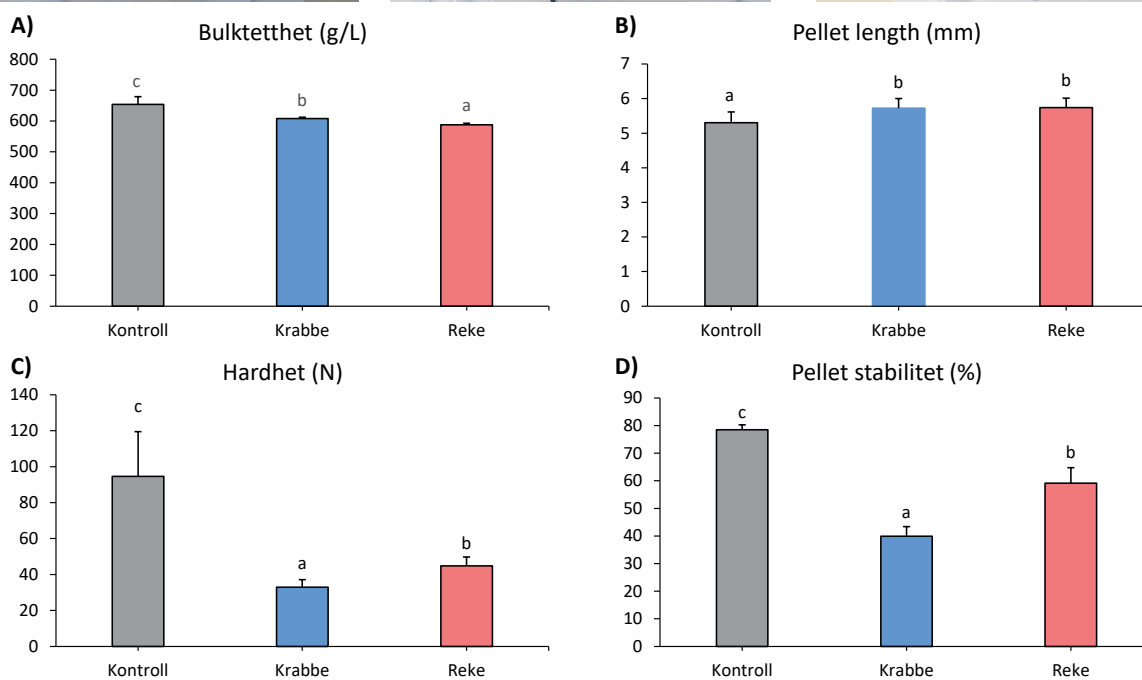 A)
Bulktetthet (g/L)
800
700
600
500
400
300
200
100
0
c
b
a
Kontroll Krabbe Reke
B)
Pellet length (mm)
7
6
5
4
3
2
1
0
a
b
b
Kontroll Krabbe Reke
C)
Hardhet (N)
140
120
100
80
60
40
20
0
c
a
b
Kontroll Krabbe Reke
D)
Pellet stabilitet (%)
90
80
70
60
50
40
30
20
10
0
c
a
b
Kontroll Krabbe Reke